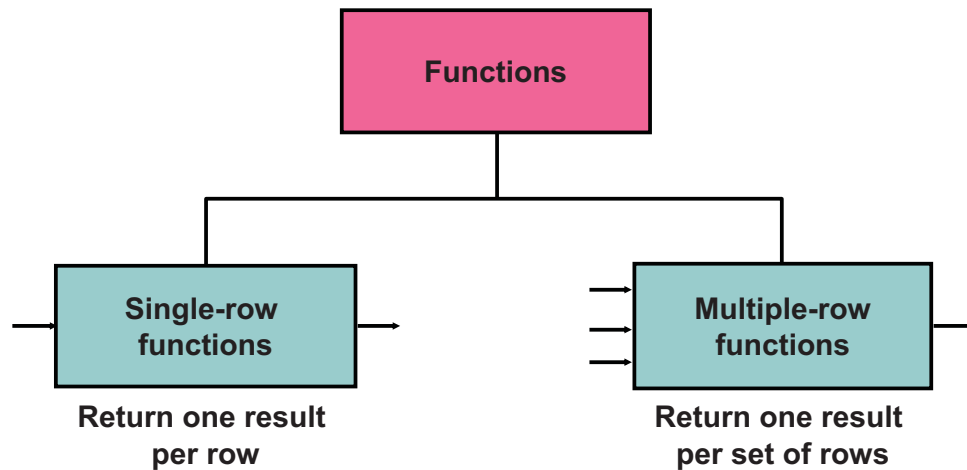 Functions
Single-row
functions
Multiple-row
functions
Return one result
per row
Return one result
per set of rows